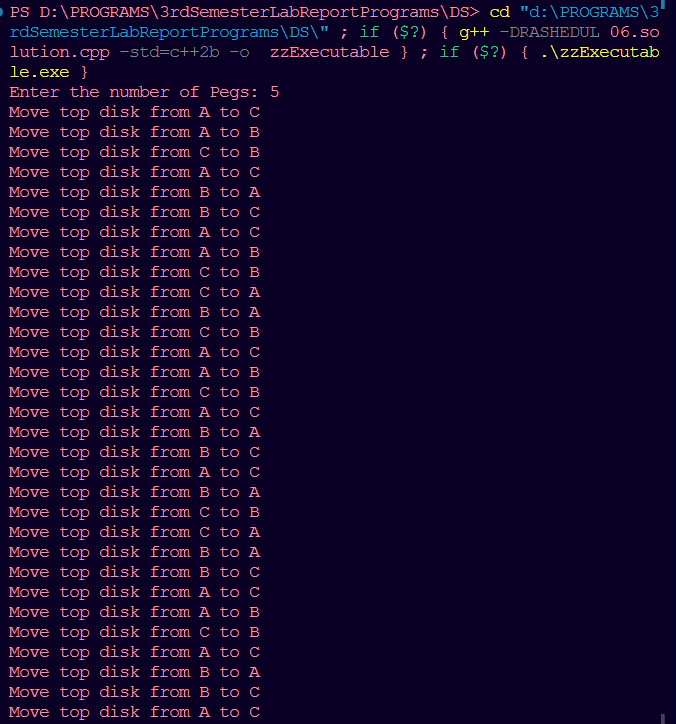 PS D:\PROGRAMS\3rdSemesterLabReportPrograms\DS> cd "d:\PROGRAMS\3
rdSemesterLabReportPrograms\DS\" ; if ($?) { g++ -DRASHEDUL 06.so
lution.cpp -std=c++2b -o  zzExecutable } ; if ($?) { .\zzExecutab
le.exe }
Enter the number of Pegs: 5
Move top disk from A to C
Move top disk from A to B
Move top disk from C to B
Move top disk from A to C
Move top disk from B to A
Move top disk from B to C
Move top disk from A to C
Move top disk from A to B
Move top disk from C to B
Move top disk from C to A
Move top disk from B to A
Move top disk from C to B
Move top disk from A to C
Move top disk from A to B
Move top disk from C to B
Move top disk from A to C
Move top disk from B to A
Move top disk from B to C
Move top disk from A to C
Move top disk from B to A
Move top disk from C to B
Move top disk from C to A
Move top disk from B to A
Move top disk from B to C
Move top disk from A to C
Move top disk from A to B
Move top disk from C to B
Move top disk from A to C
Move top disk from B to A
Move top disk from B to C
Move top disk from A to C